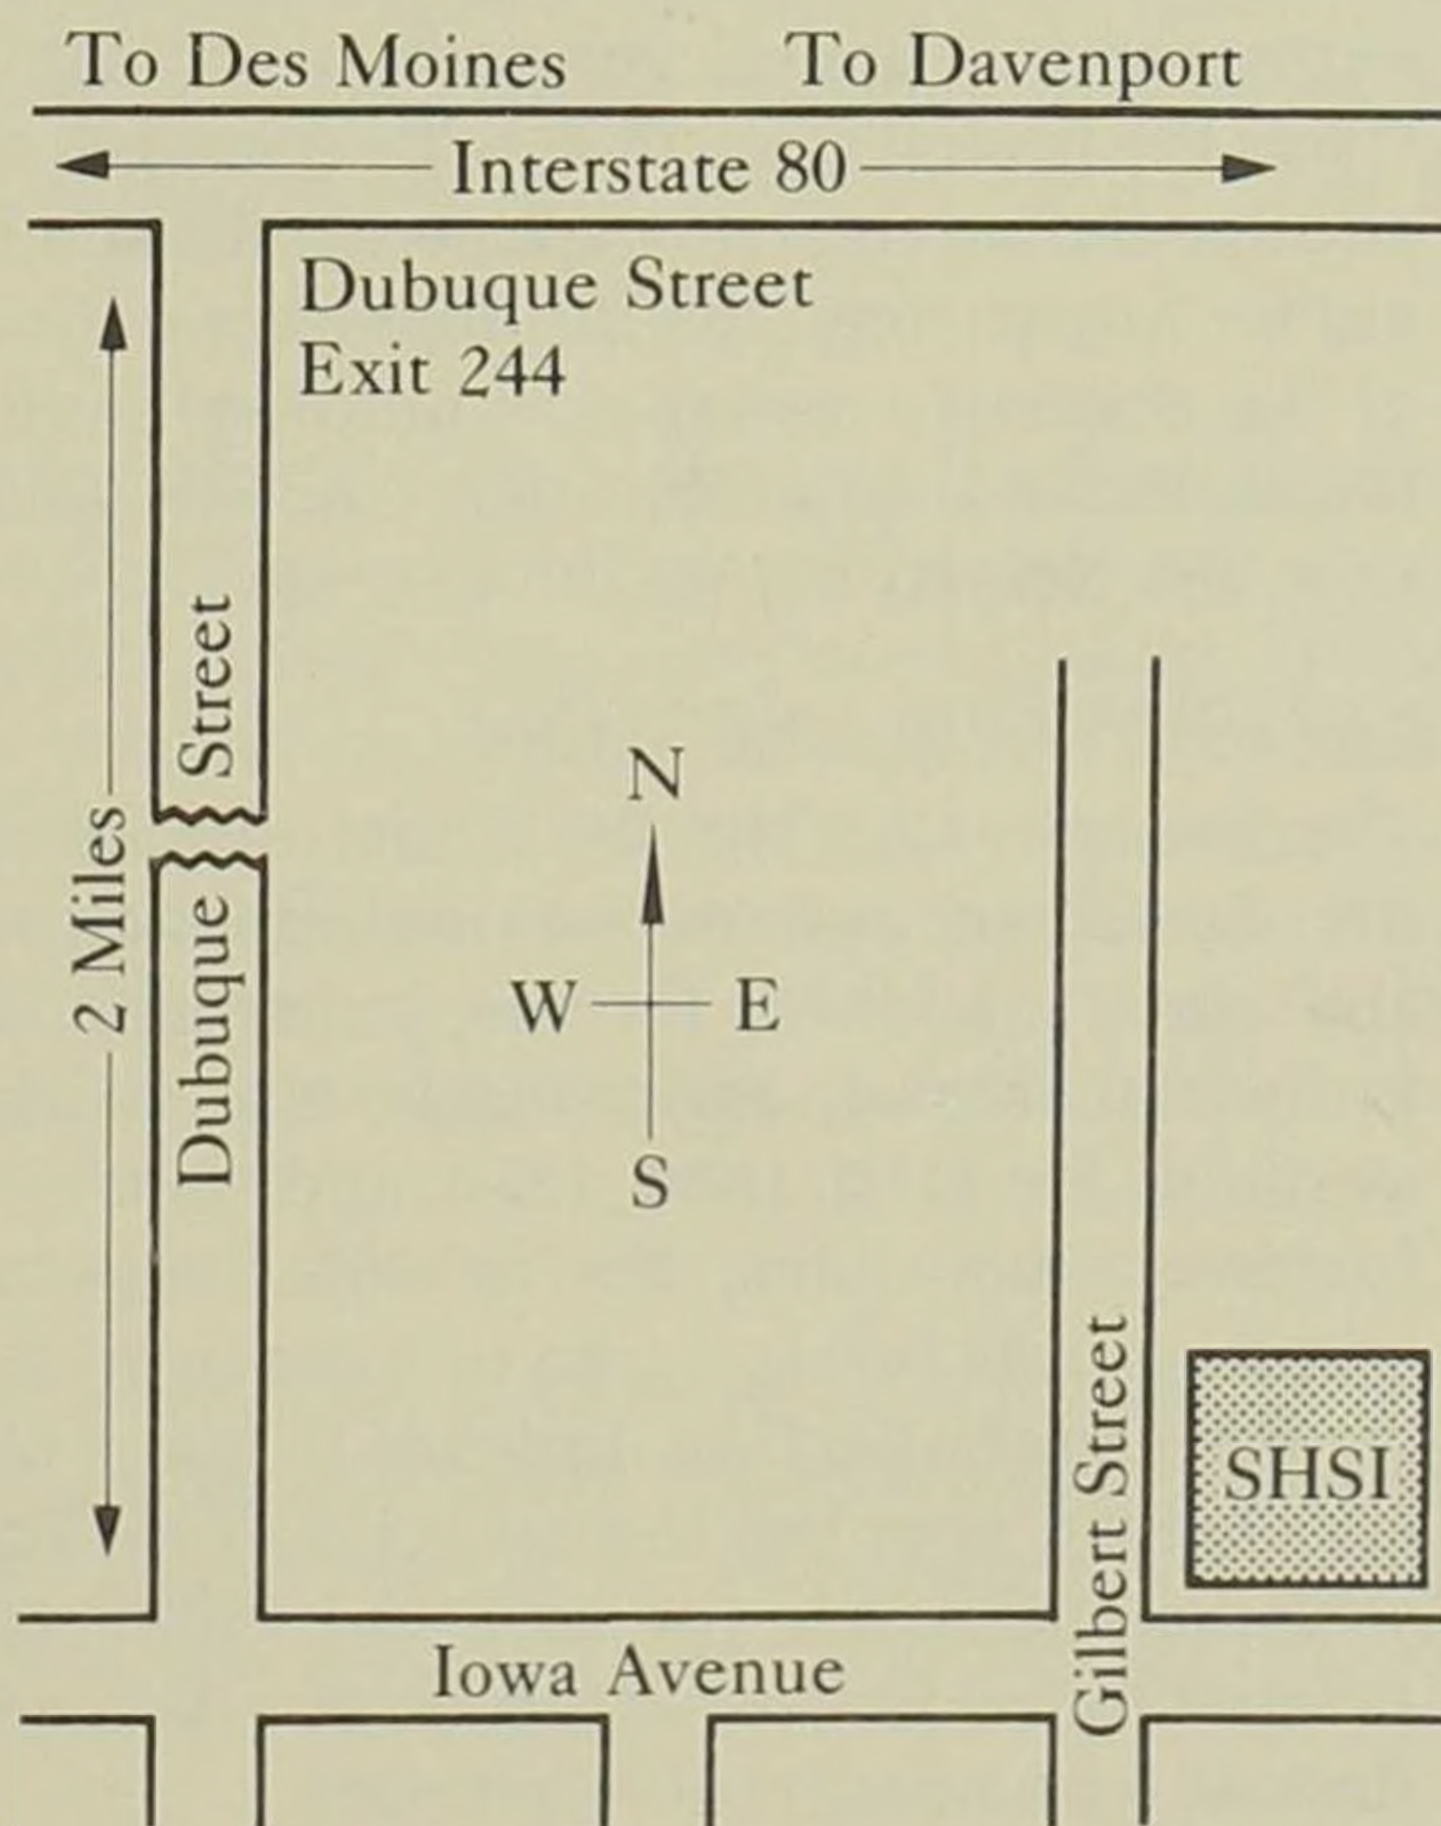 To Des Moines
To Davenport
Interstate 80
Dubuque Street
Exit 244
2 Miles
Dubuque Street
N
W
E
S
Gilbert Street
SHSI
Iowa Avenue